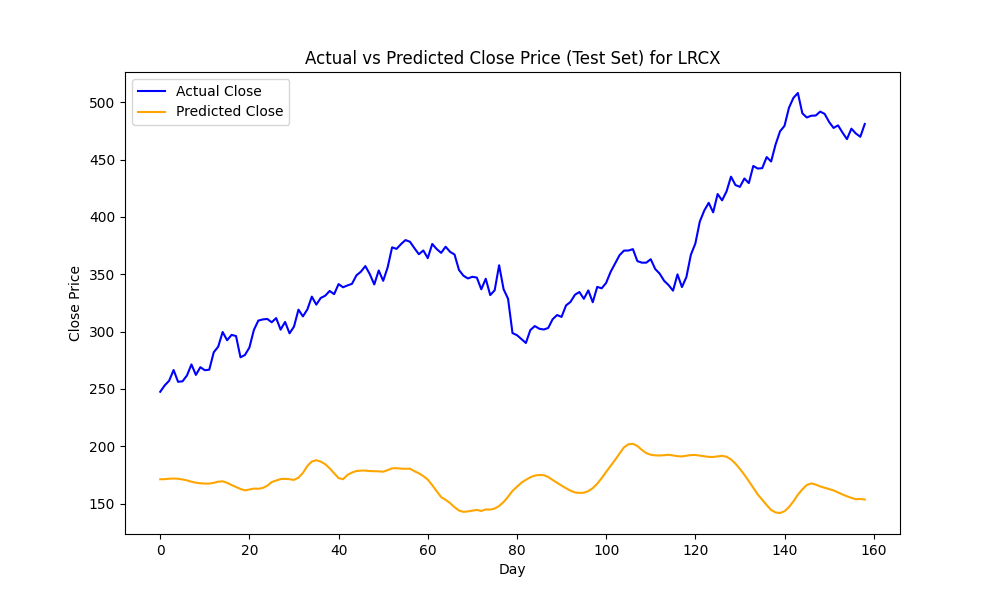 Actual vs Predicted Close Price (Test Set) for LRCX
Actual Close
Predicted Close
500
450
400
350
300
250
200
150
Close Price
0 20 40 60 80 100 120 140 160
Day